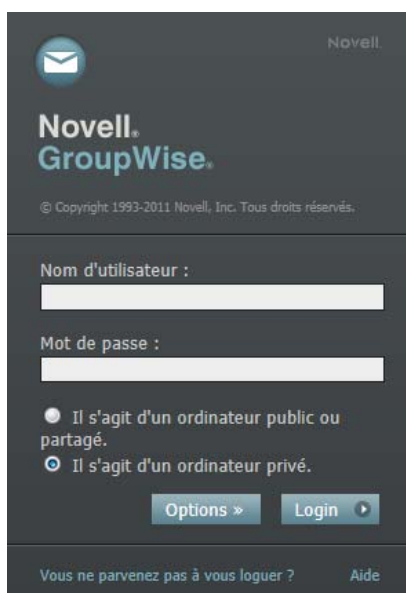 Novell
Novell®
GroupWise®
© Copyright 1993-2011 Novell, Inc. Tous droits réservés.
Nom d'utilisateur :
Mot de passe :
Il s'agit d'un ordinateur public ou
partagé.
Il s'agit d'un ordinateur privé.
Options »
Login
Vous ne parvenez pas à vous loguer ?
Aide